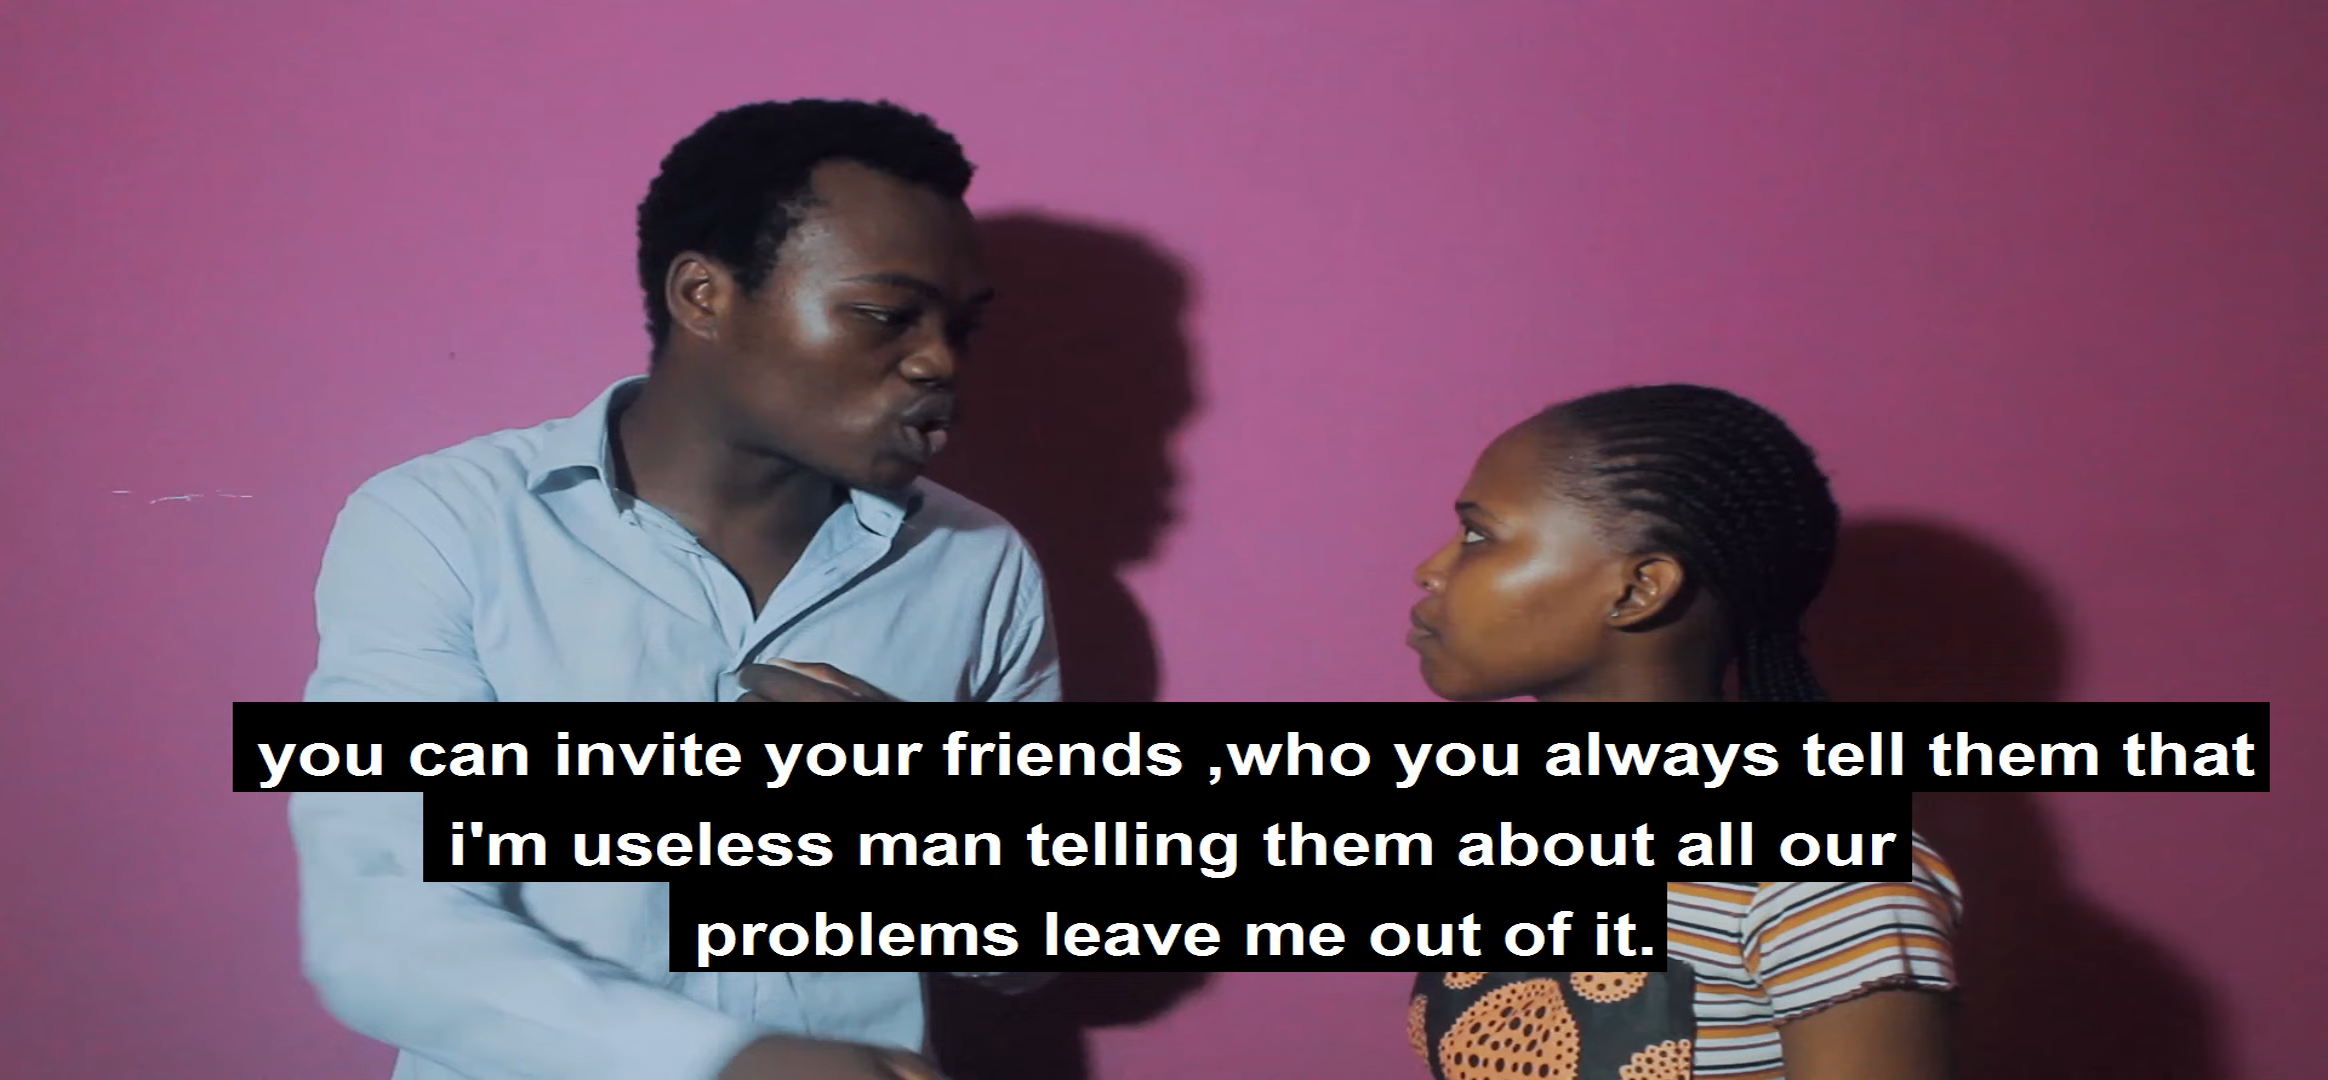 you can invite your friends ,who you always tell them that
i'm useless man telling them about all our
problems leave me out of it.